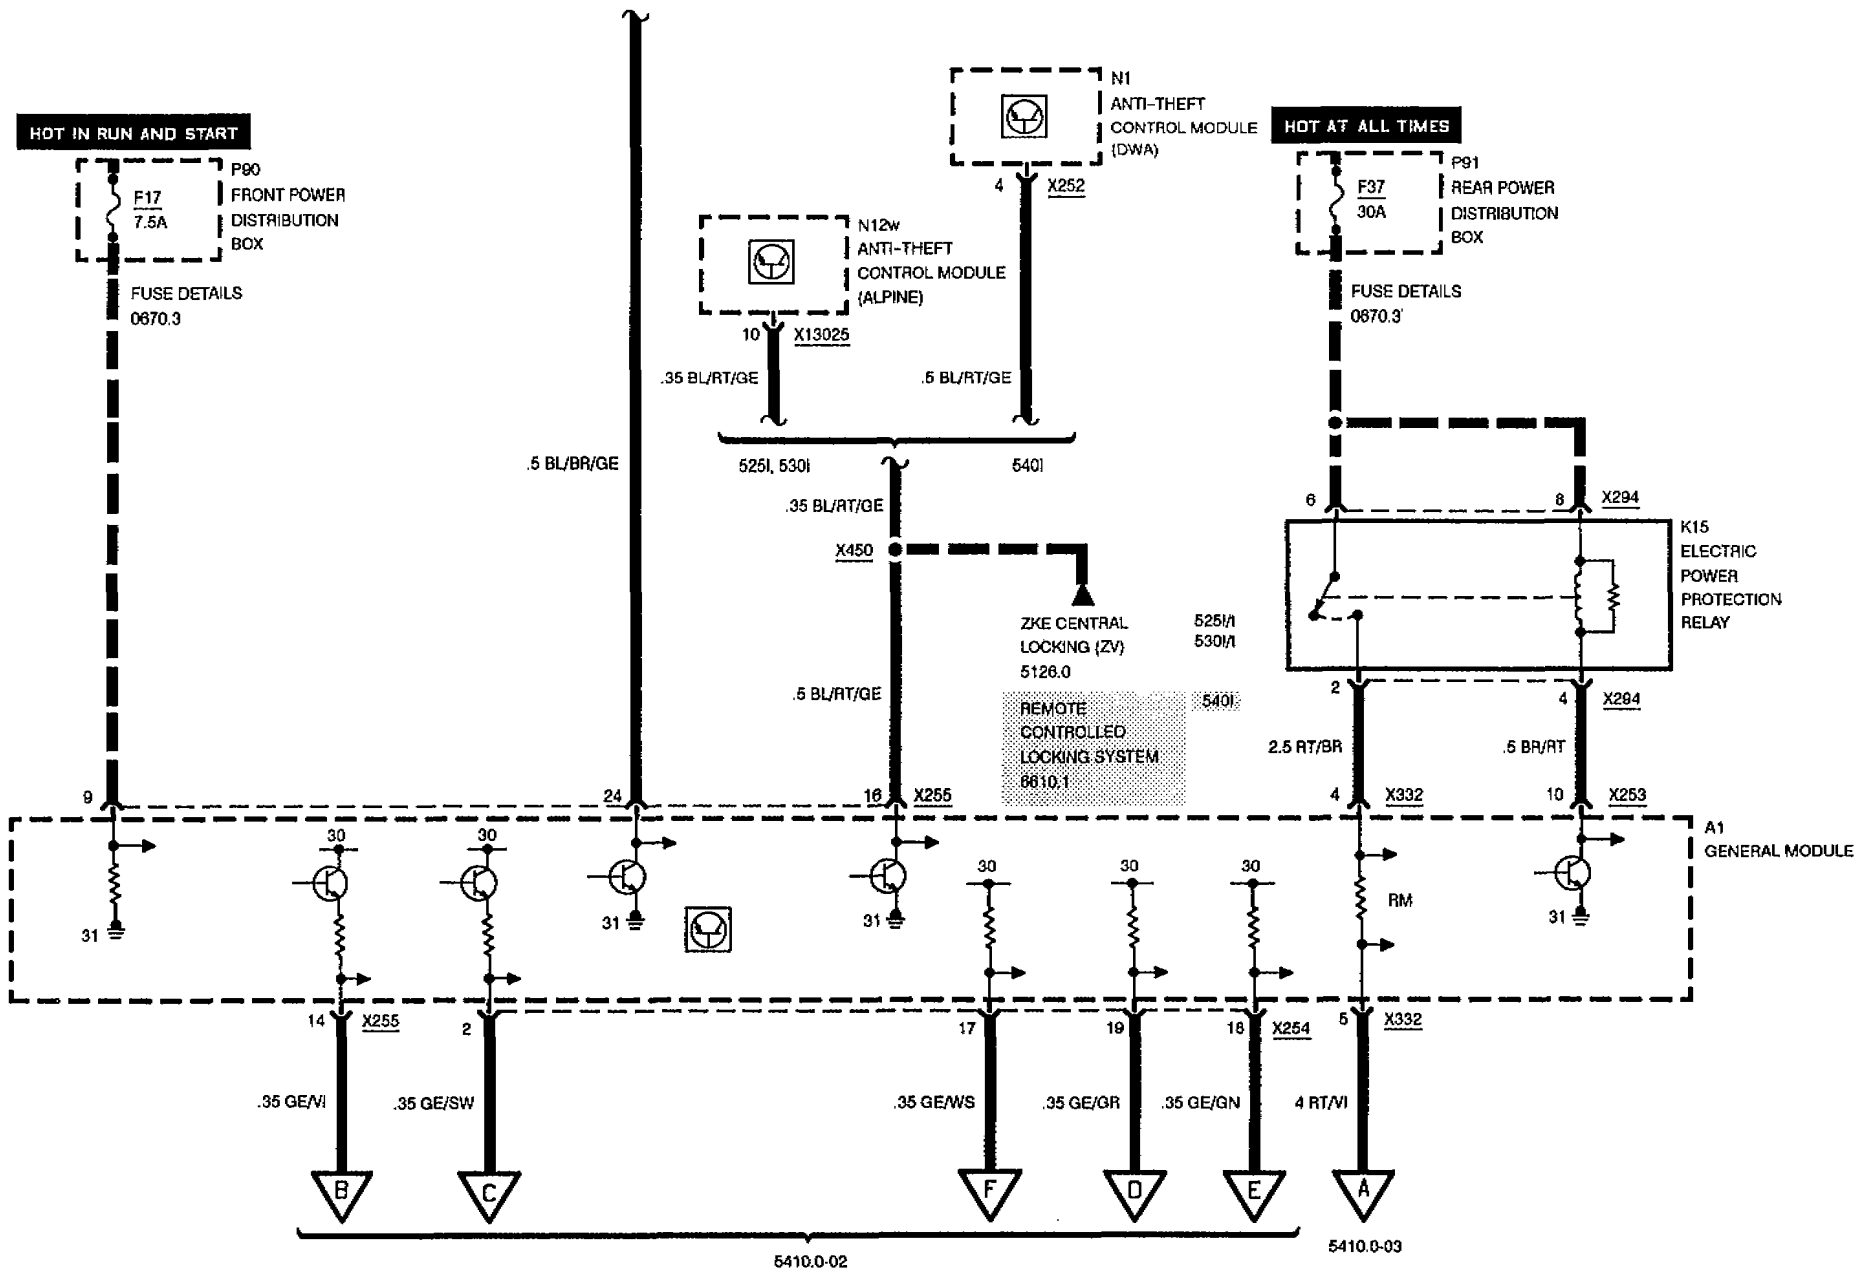 HOT IN RUN AND START
P90
FRONT POWER
DISTRIBUTION
BOX
F17
7.5A
FUSE DETAILS
0670.3
.5 BL/BR/GE
N12w
ANTI-THEFT
CONTROL MODULE
(ALPINE)
10
X13025
.35 BL/RT/GE
N1
ANTI-THEFT
CONTROL MODULE
(DWA)
4
X252
.5 BL/RT/GE
525I, 530I
540I
.35 BL/RT/GE
X450
.5 BL/RT/GE
ZKE CENTRAL
LOCKING (ZV)
5126.0
525I/I
530I/I
REMOTE
CONTROLLED
LOCKING SYSTEM
6610.1
540I
HOT AT ALL TIMES
P91
REAR POWER
DISTRIBUTION
BOX
F37
30A
FUSE DETAILS
0670.3
6
8
X294
K15
ELECTRIC
POWER
PROTECTION
RELAY
2
4
X294
2.5 RT/BR
.5 BR/RT
9
24
16
X255
4
X332
10
X253
A1
GENERAL MODULE
30
30
30
30
30
RM
31
31
31
31
14
X255
2
17
19
18
X254
5
X332
.35 GE/VI
.35 GE/SW
.35 GE/WS
.35 GE/GR
.35 GE/GN
4 RT/VI
B
C
F
D
E
A
5410.0-02
5410.0-03